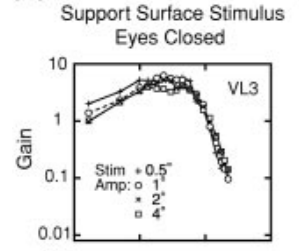 Support Surface Stimulus
Eyes Closed
10
VL3
1
Gain
0.1
Stim + 0.5°
Amp: ○ 1°
× 2°
□ 4°
0.01